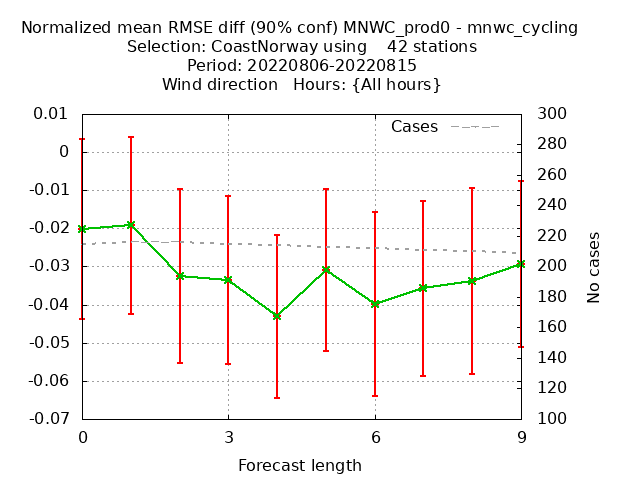 Normalized mean RMSE diff (90% conf) MNWC_prod0 - mnwc_cycling
Selection: CoastNorway using    42 stations
Period: 20220806-20220815
Wind direction   Hours: {All hours}
Cases
0.01
0
-0.01
-0.02
-0.03
-0.04
-0.05
-0.06
-0.07
300
280
260
240
220
200
180
160
140
120
100
No cases
0 3 6 9
Forecast length